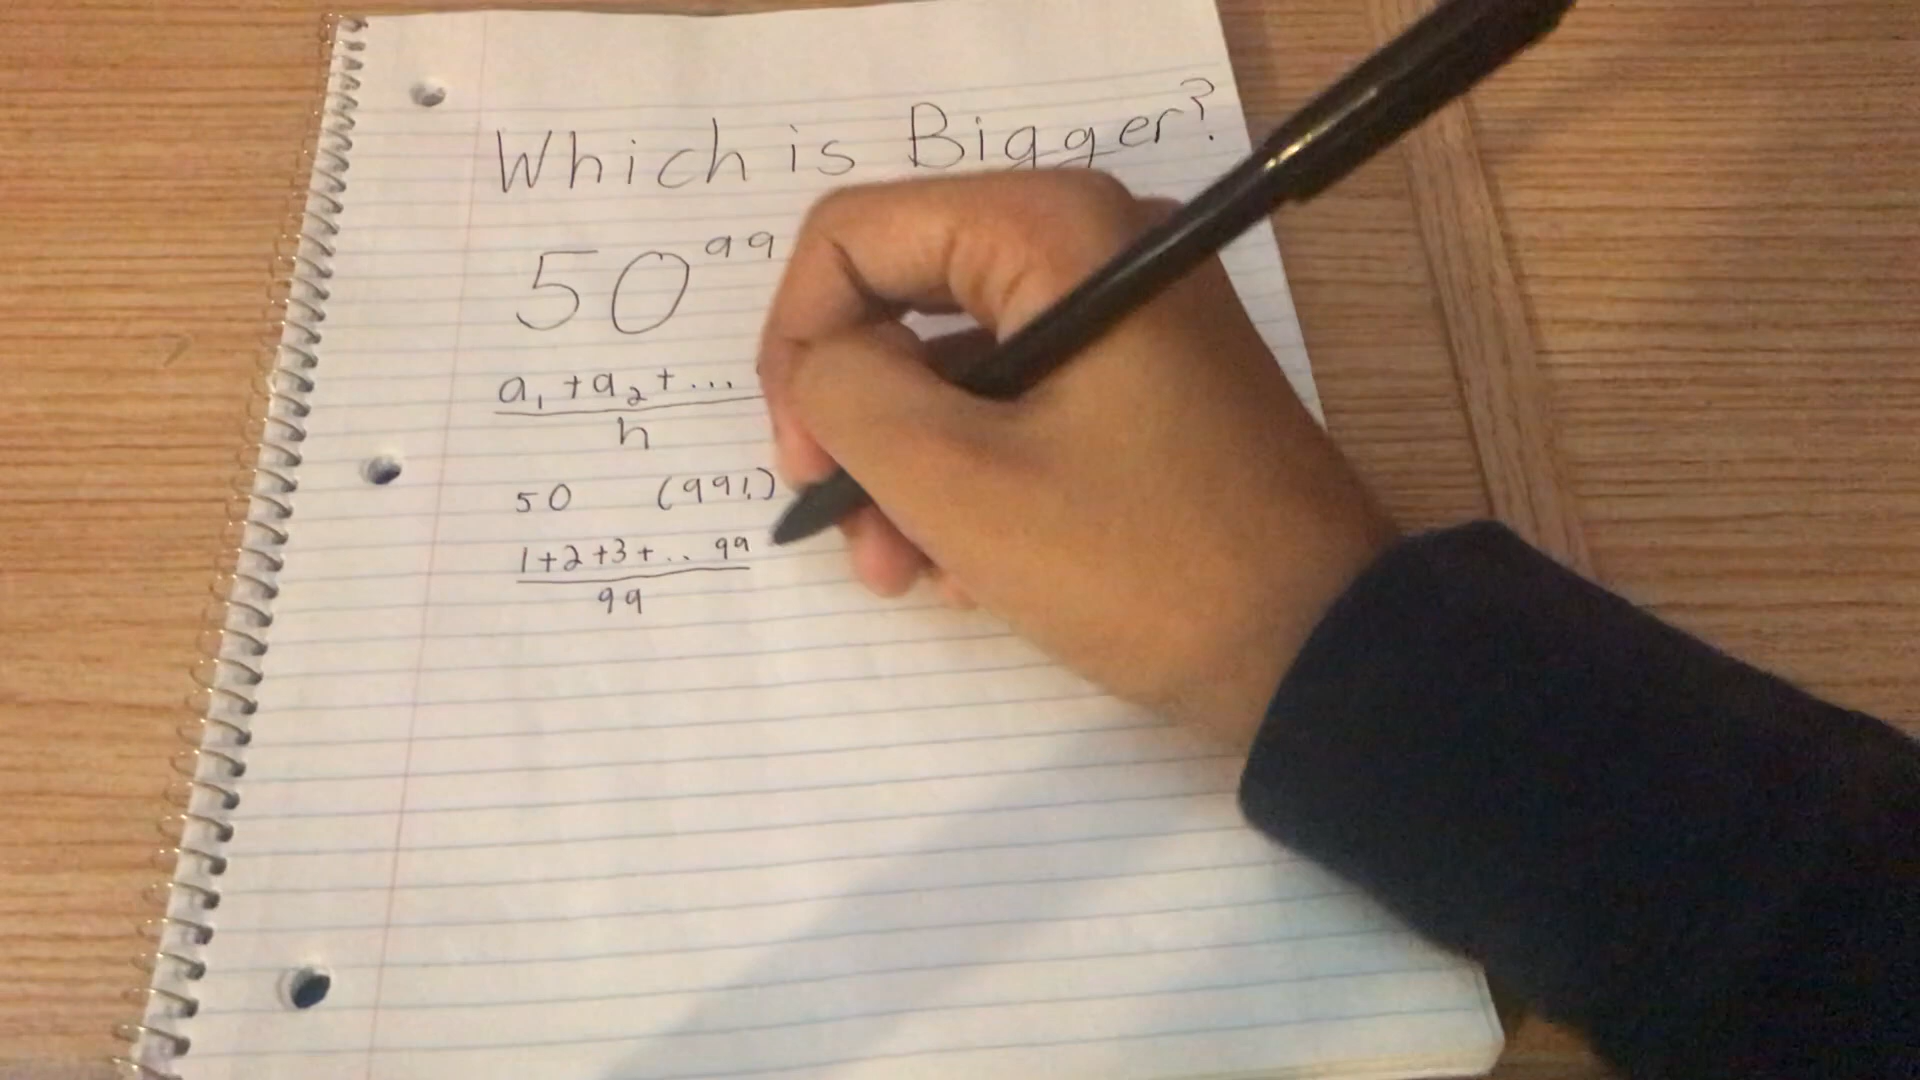 Which is Bigger?
50^99
a₁ + a₂ + ...
n
50 (99!)
1+2+3+.. 99
99